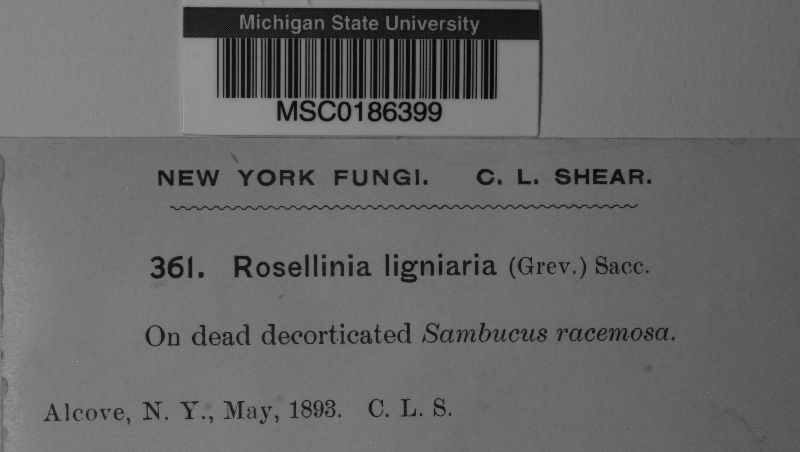 Michigan State University
MSC0186399
NEW YORK FUNGI. C. L. SHEAR.
361. Rosellinia ligniaria (Grev.) Sacc.
On dead decorticated Sambucus racemosa.
Alcove, N. Y., May, 1893. C. L. S.